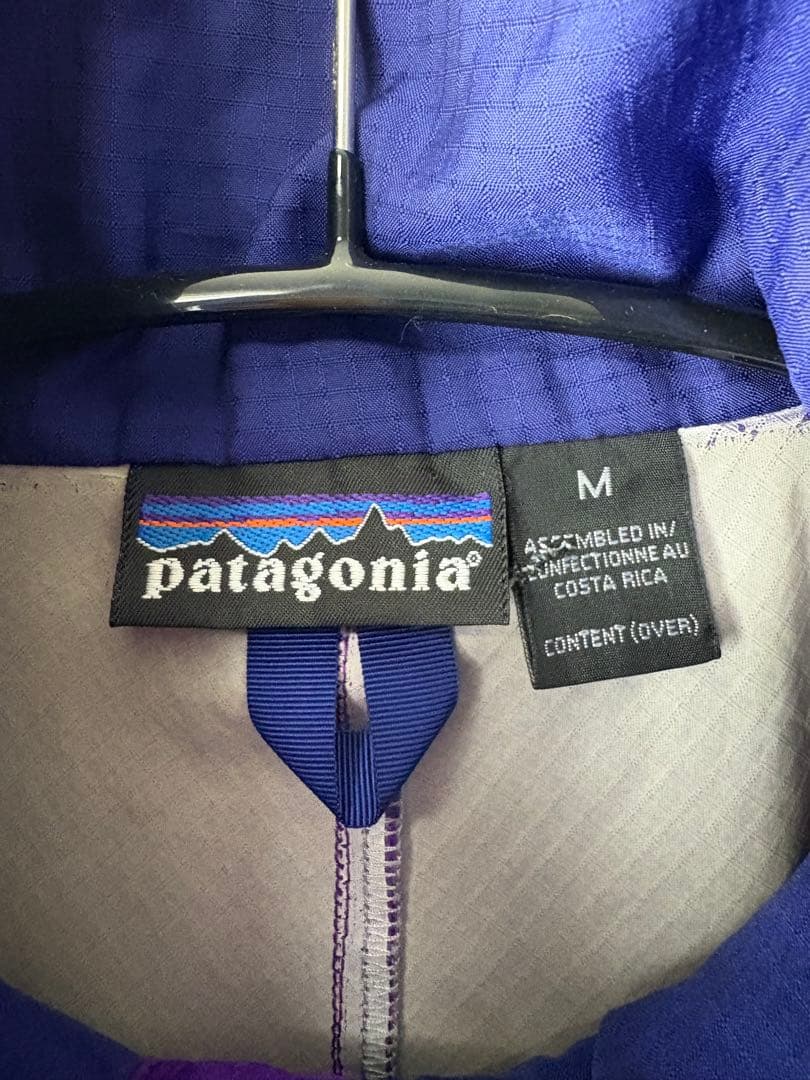 patagonia®
M
ASSEMBLED IN/
CONFECTIONNE AU
COSTA RICA
CONTENT (OVER)